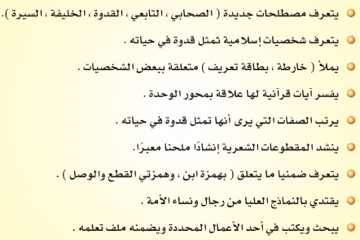 يتعرف مصطلحات جديدة ( الصحابي ، التابعي ، القدوة ، الخليفة ، السيرة ).
يتعرف شخصيات إسلامية تمثل قدوة في حياته .
يملأ ( خارطة ، بطاقة تعريف ) متعلقة ببعض الشخصيات .
يفسر آيات قرآنية لها علاقة بمحور الوحدة .
يرتب الصفات التي يرى أنها تمثل قدوة في حياته .
ينشد المقطوعات الشعرية إنشادًا ملحنا معبرًا.
يتعرف ضمنيا ما يتعلق ( بهمزة ابن ، وهمزتي القطع والوصل ) .
يقتدي بالنماذج العليا من رجال ونساء الأمة .
يبحث ويكتب في أحد الأعمال المحددة ويضمنه ملف تعلمه .